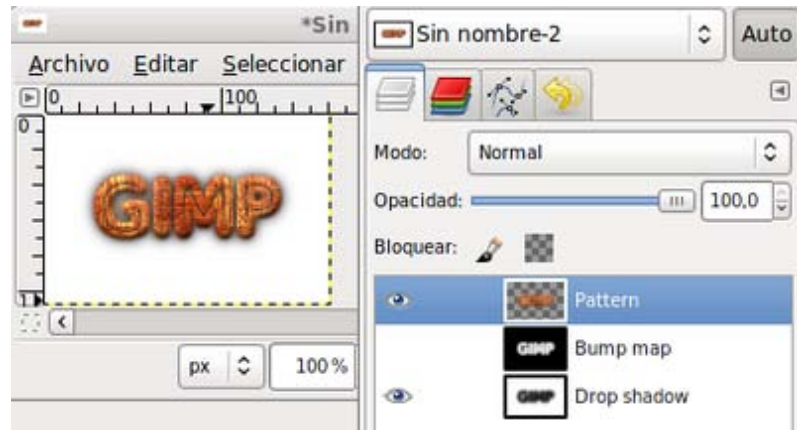 *Sin
Archivo Editar Seleccionar
0 100
0
GIMP
px 100 %
Sin nombre-2 Auto
Modo: Normal
Opacidad: 100,0
Bloquear:
Pattern
GIMP Bump map
GIMP Drop shadow